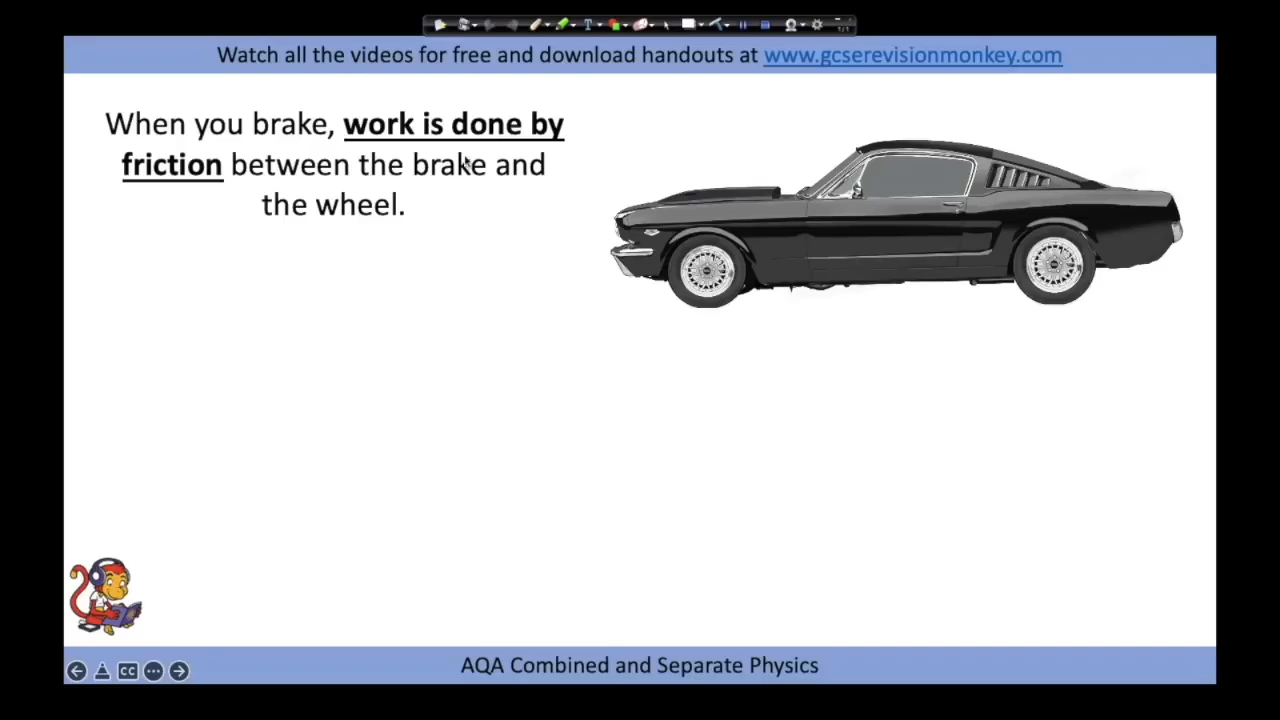 Watch all the videos for free and download handouts at www.gcserevisionmonkey.com
When you brake, work is done by
friction between the brake and
the wheel.
CC
AQA Combined and Separate Physics